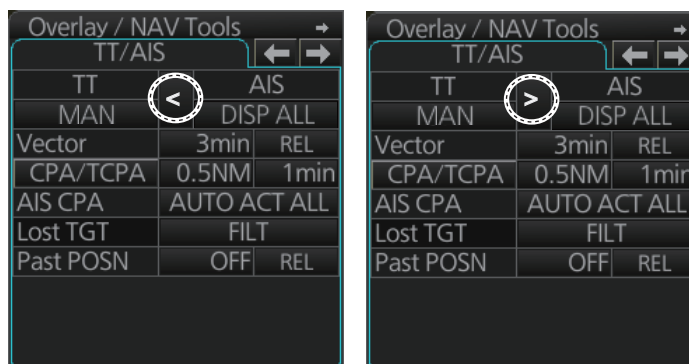 Overlay / NAV Tools →
TT/AIS ← →
TT < AIS
MAN DISP ALL
Vector 3min REL
CPA/TCPA 0.5NM 1min
AIS CPA AUTO ACT ALL
Lost TGT FILT
Past POSN OFF REL
Overlay / NAV Tools →
TT/AIS ← →
TT > AIS
MAN DISP ALL
Vector 3min REL
CPA/TCPA 0.5NM 1min
AIS CPA AUTO ACT ALL
Lost TGT FILT
Past POSN OFF REL